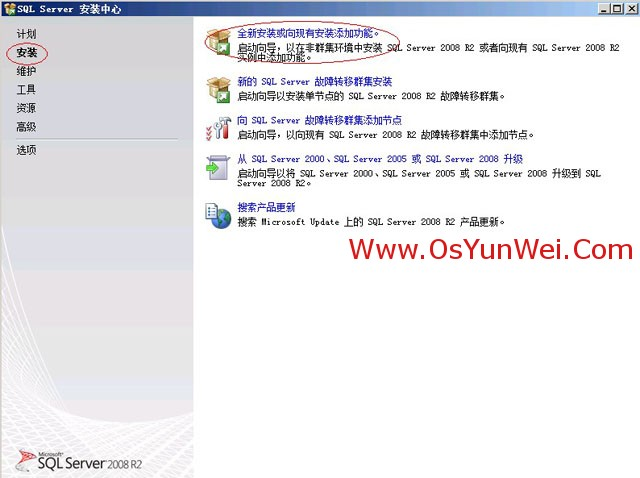 SQL Server 安装中心
计划
安装
维护
工具
资源
高级
选项
全新安装或向现有安装添加功能。
启动向导，以在非群集环境中安装 SQL Server 2008 R2 或者向现有 SQL Server 2008 R2
实例中添加功能。
新的 SQL Server 故障转移群集安装
启动向导以安装单节点的 SQL Server 2008 R2 故障转移群集。
向 SQL Server 故障转移群集添加节点
启动向导，以向现有 SQL Server 2008 R2 故障转移群集中添加节点。
从 SQL Server 2000、SQL Server 2005 或 SQL Server 2008 升级
启动向导以将 SQL Server 2000、SQL Server 2005 或 SQL Server 2008 升级到 SQL
Server 2008 R2。
搜索产品更新
搜索 Microsoft Update 上的 SQL Server 2008 R2 产品更新。
Www.OsYunWei.Com
Microsoft
SQL Server 2008 R2